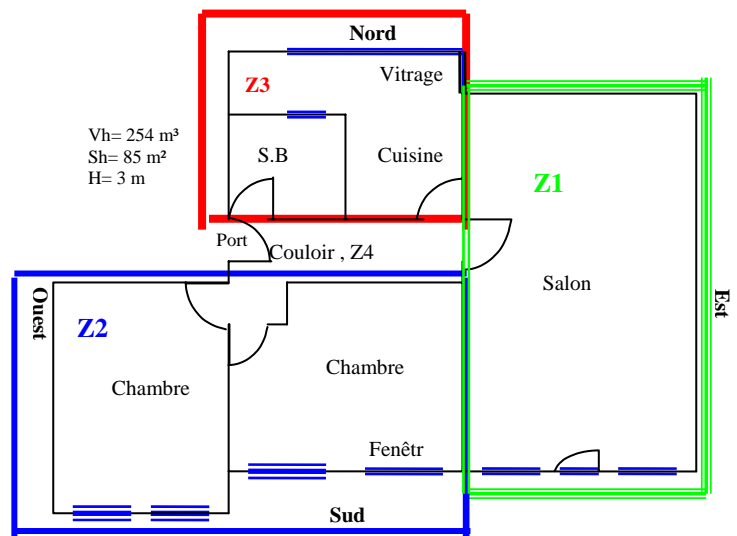 Nord
Vitrage
Z3
Vh= 254 m³
Sh= 85 m²
H= 3 m
S.B
Cuisine
Z1
Port
Couloir , Z4
Salon
Ouest
Est
Z2
Chambre
Chambre
Fenêtr
Sud